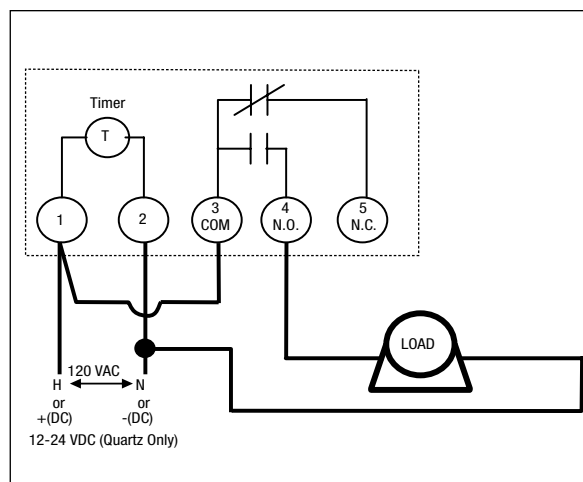 Timer
T
1
2
3
COM
4
N.O.
5
N.C.
LOAD
120 VAC
H
N
or
or
+(DC)
-(DC)
12-24 VDC (Quartz Only)